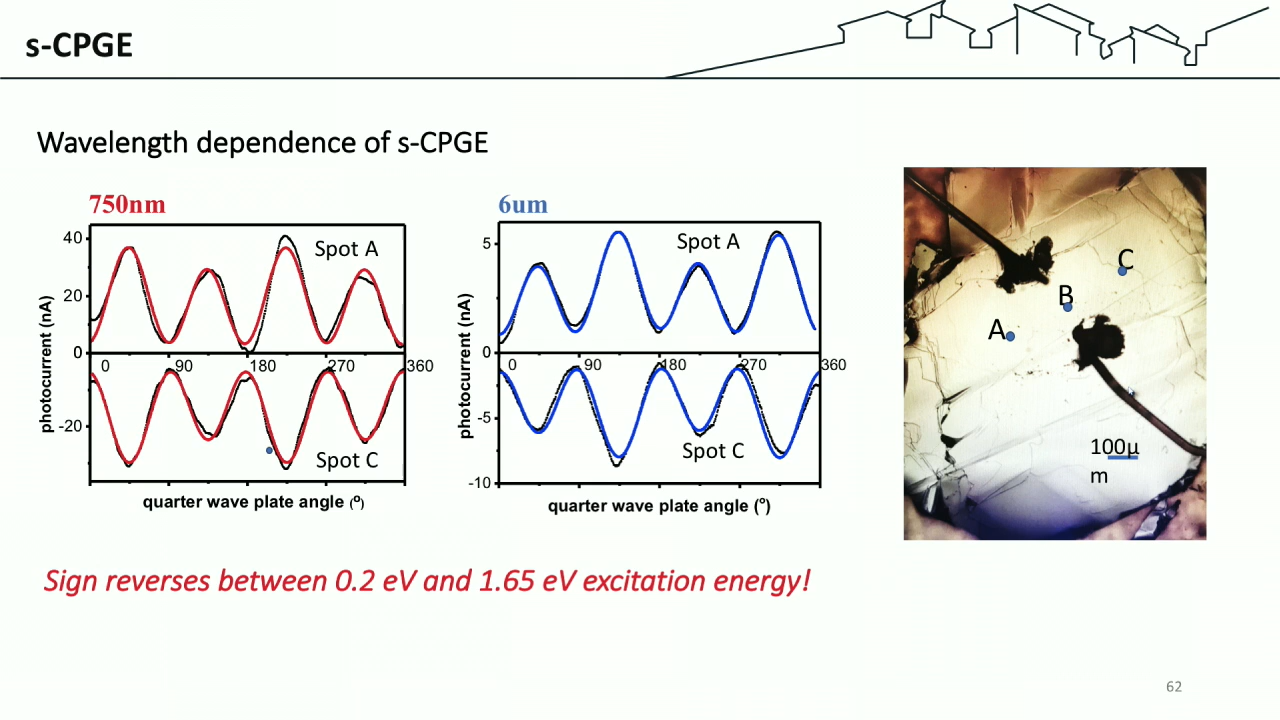 s-CPGE
Wavelength dependence of s-CPGE
750nm
40
20
0
-20
photocurrent (nA)
Spot A
0 90 180 270 360
Spot C
quarter wave plate angle (º)
6um
5
0
-5
-10
photocurrent (nA)
Spot A
0 90 180 270 360
Spot C
quarter wave plate angle (º)
C
B
A
100μ
m
Sign reverses between 0.2 eV and 1.65 eV excitation energy!
62